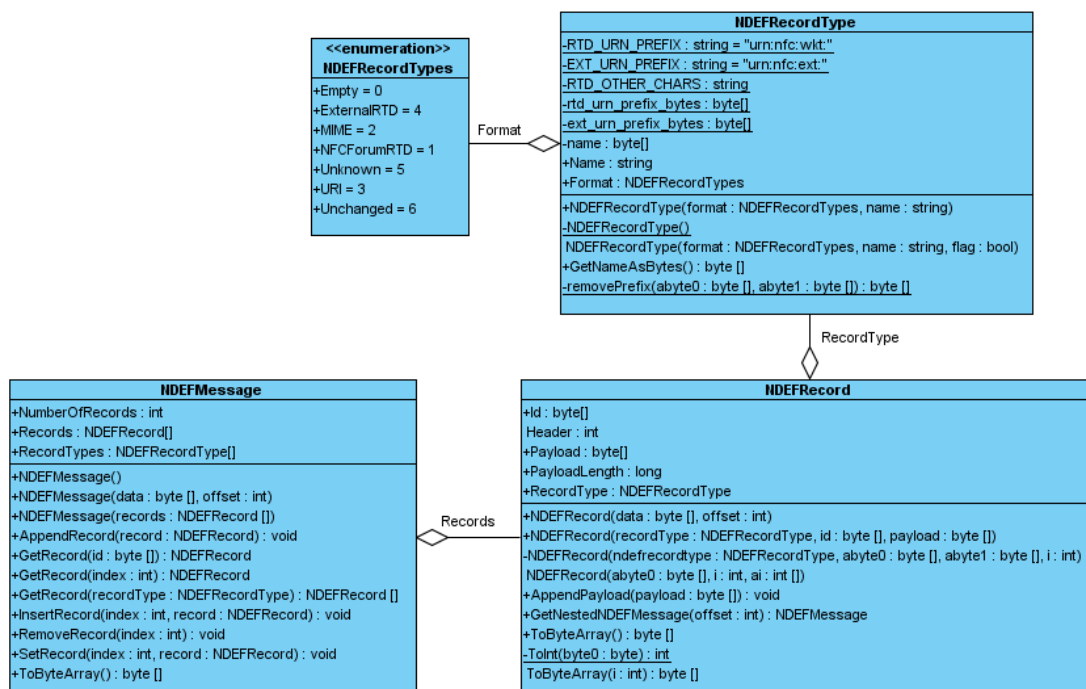 <<enumeration>>
NDEFRecordTypes
+Empty = 0
+ExternalRTD = 4
+MIME = 2
+NFCForumRTD = 1
+Unknown = 5
+URI = 3
+Unchanged = 6
Format
NDEFRecordType
-RTD_URN_PREFIX : string = "urn:nfc:wkt:"
-EXT_URN_PREFIX : string = "urn:nfc:ext:"
-RTD_OTHER_CHARS : string
-rtd_urn_prefix_bytes : byte[]
-ext_urn_prefix_bytes : byte[]
-name : byte[]
+Name : string
+Format : NDEFRecordTypes
+NDEFRecordType(format : NDEFRecordTypes, name : string)
-NDEFRecordType()
NDEFRecordType(format : NDEFRecordTypes, name : string, flag : bool)
+GetNameAsBytes() : byte []
-removePrefix(abyte0 : byte [], abyte1 : byte []) : byte []
RecordType
NDEFMessage
+NumberOfRecords : int
+Records : NDEFRecord[]
+RecordTypes : NDEFRecordType[]
+NDEFMessage()
+NDEFMessage(data : byte [], offset : int)
+NDEFMessage(records : NDEFRecord [])
+AppendRecord(record : NDEFRecord) : void
+GetRecord(id : byte []) : NDEFRecord
+GetRecord(index : int) : NDEFRecord
+GetRecord(recordType : NDEFRecordType) : NDEFRecord []
+InsertRecord(index : int, record : NDEFRecord) : void
+RemoveRecord(index : int) : void
+SetRecord(index : int, record : NDEFRecord) : void
+ToByteArray() : byte []
Records
NDEFRecord
+Id : byte[]
Header : int
+Payload : byte[]
+PayloadLength : long
+RecordType : NDEFRecordType
+NDEFRecord(data : byte [], offset : int)
+NDEFRecord(recordType : NDEFRecordType, id : byte [], payload : byte [])
-NDEFRecord(ndefrecordtype : NDEFRecordType, abyte0 : byte [], abyte1 : byte [], i : int)
NDEFRecord(abyte0 : byte [], i : int, ai : int [])
+AppendPayload(payload : byte []) : void
+GetNestedNDEFMessage(offset : int) : NDEFMessage
+ToByteArray() : byte []
-ToInt(byte0 : byte) : int
ToByteArray(i : int) : byte []